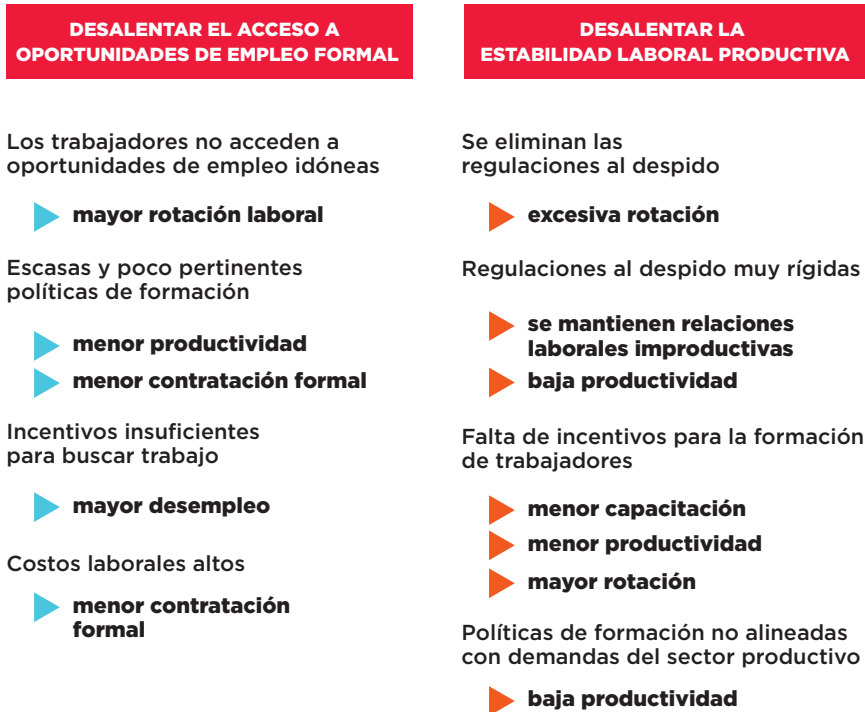 DESALENTAR EL ACCESO A
OPORTUNIDADES DE EMPLEO FORMAL
Los trabajadores no acceden a
oportunidades de empleo idóneas
mayor rotación laboral
Escasas y poco pertinentes
políticas de formación
menor productividad
menor contratación formal
Incentivos insuficientes
para buscar trabajo
mayor desempleo
Costos laborales altos
menor contratación
formal
DESALENTAR LA
ESTABILIDAD LABORAL PRODUCTIVA
Se eliminan las
regulaciones al despido
excesiva rotación
Regulaciones al despido muy rígidas
se mantienen relaciones
laborales improductivas
baja productividad
Falta de incentivos para la formación
de trabajadores
menor capacitación
menor productividad
mayor rotación
Políticas de formación no alineadas
con demandas del sector productivo
baja productividad